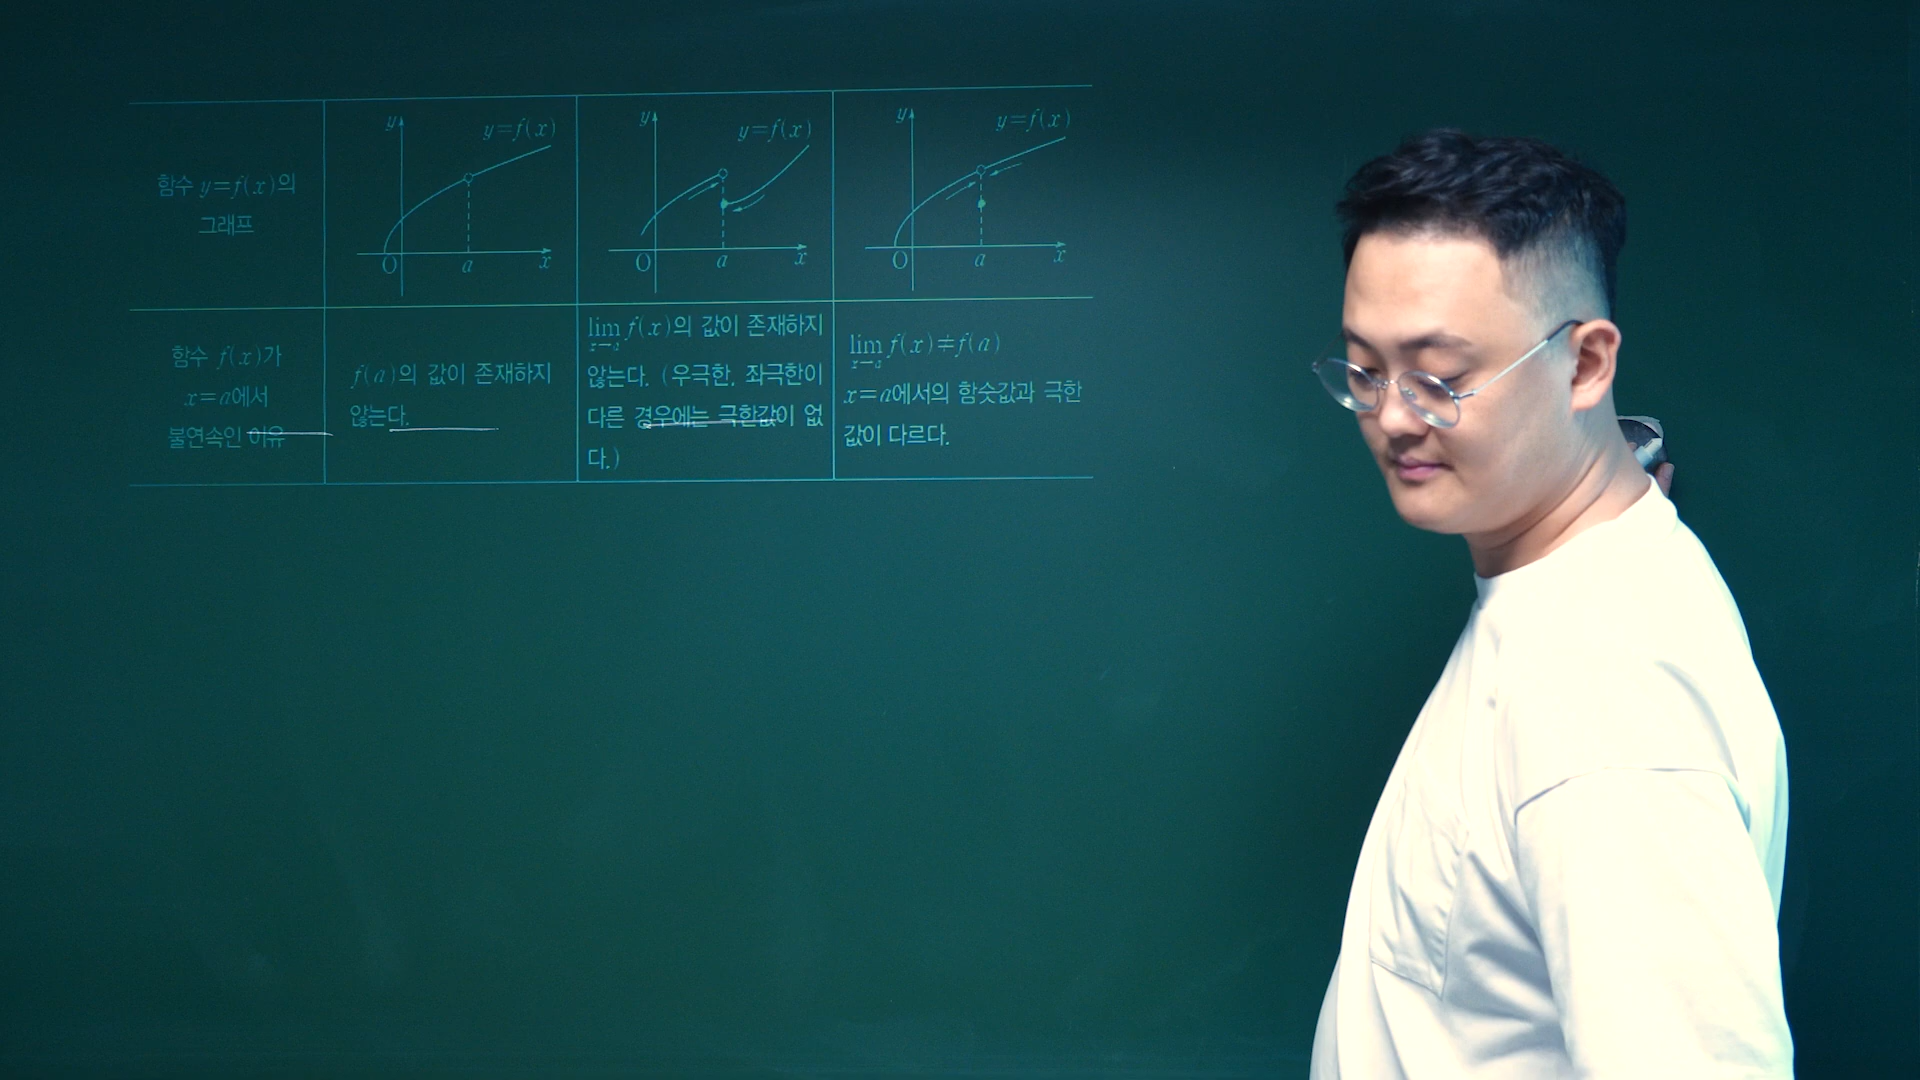 함수 y=f(x)의
그래프
y
y=f(x)
O
a
x
y
y=f(x)
O
a
x
y
y=f(x)
O
a
x
함수 f(x)가
x=a에서
불연속인 이유
f(a)의 값이 존재하지
않는다.
lim f(x)의 값이 존재하지
x→a
않는다. (우극한, 좌극한이
다른 경우에는 극한값이 없
다.)
lim f(x)≠f(a)
x→a
x=a에서의 함숫값과 극한
값이 다르다.